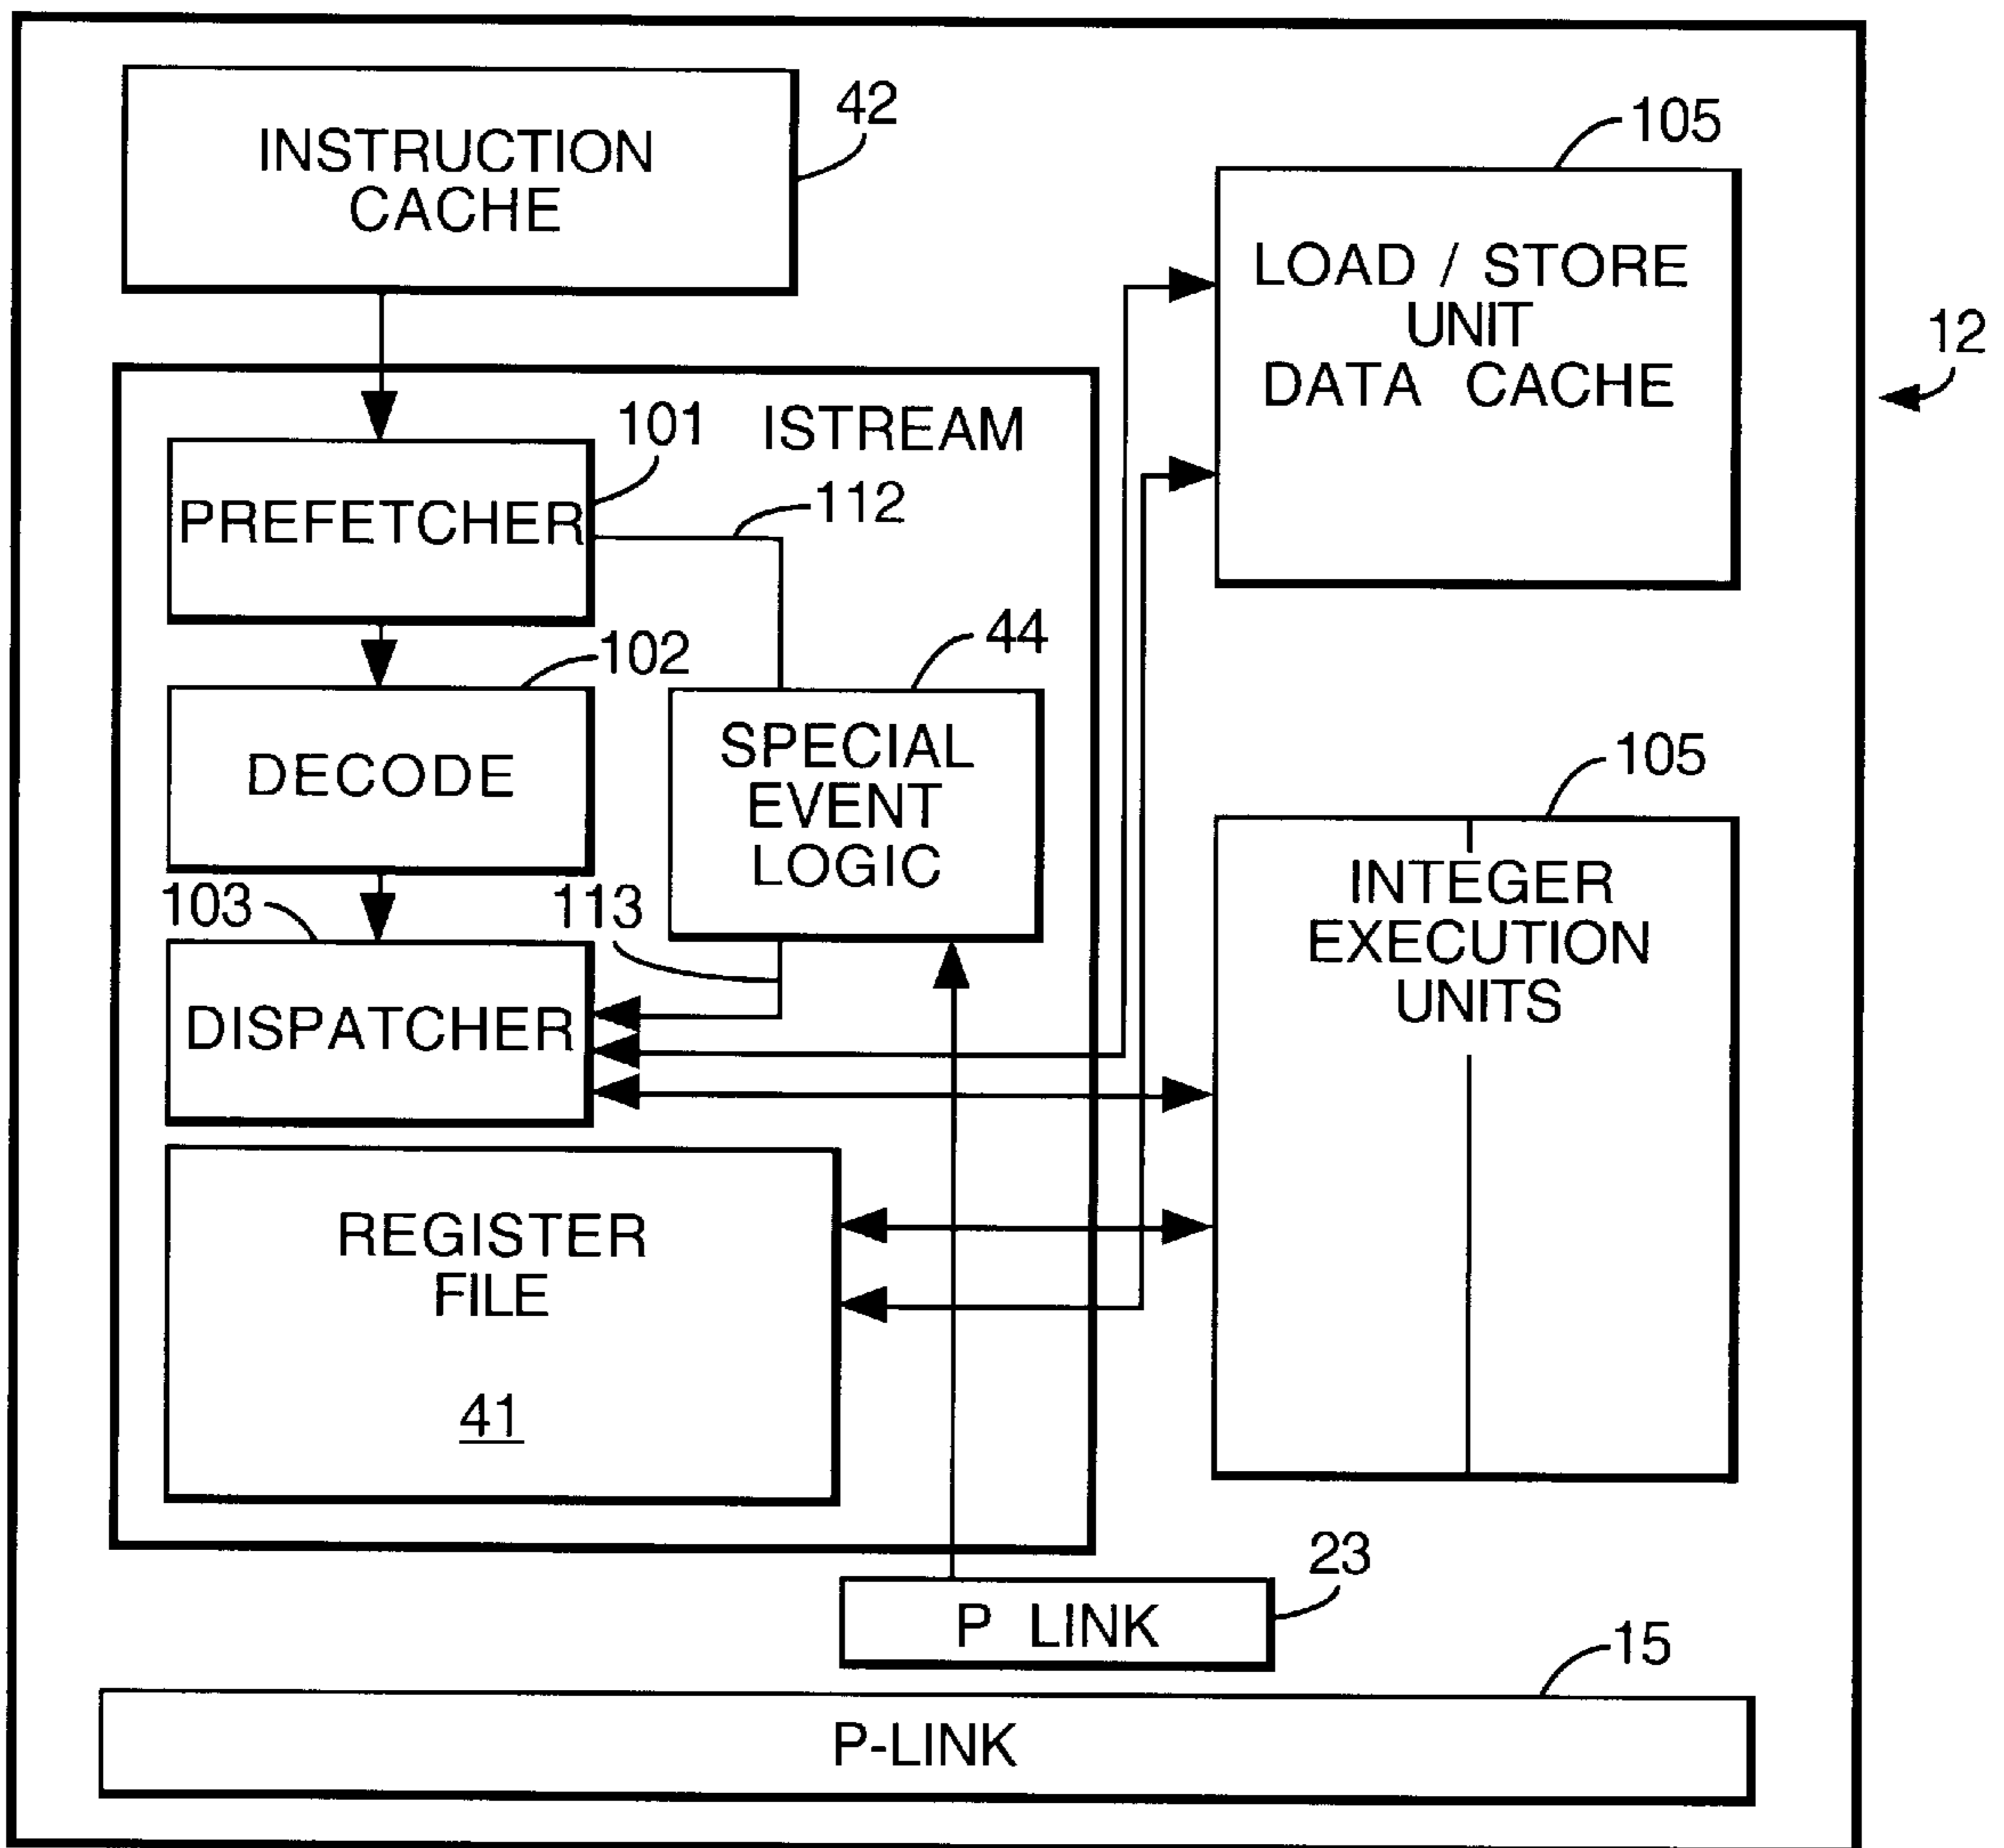 INSTRUCTION
CACHE
42
105
LOAD / STORE
UNIT
DATA CACHE
12
ISTREAM
101
PREFETCHER
112
102
DECODE
44
SPECIAL
EVENT
LOGIC
103
113
DISPATCHER
105
INTEGER
EXECUTION
UNITS
REGISTER
FILE
41
23
P LINK
15
P-LINK